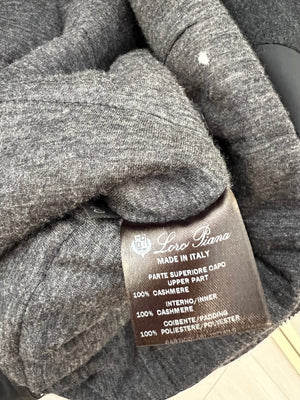 Loro Piana
MADE IN ITALY
PARTE SUPERIORE CAPO
UPPER PART
100% CASHMERE
INTERNO/INNER
100% CASHMERE
COIBENTE/PADDING
100% POLIESTERE/POLYESTER